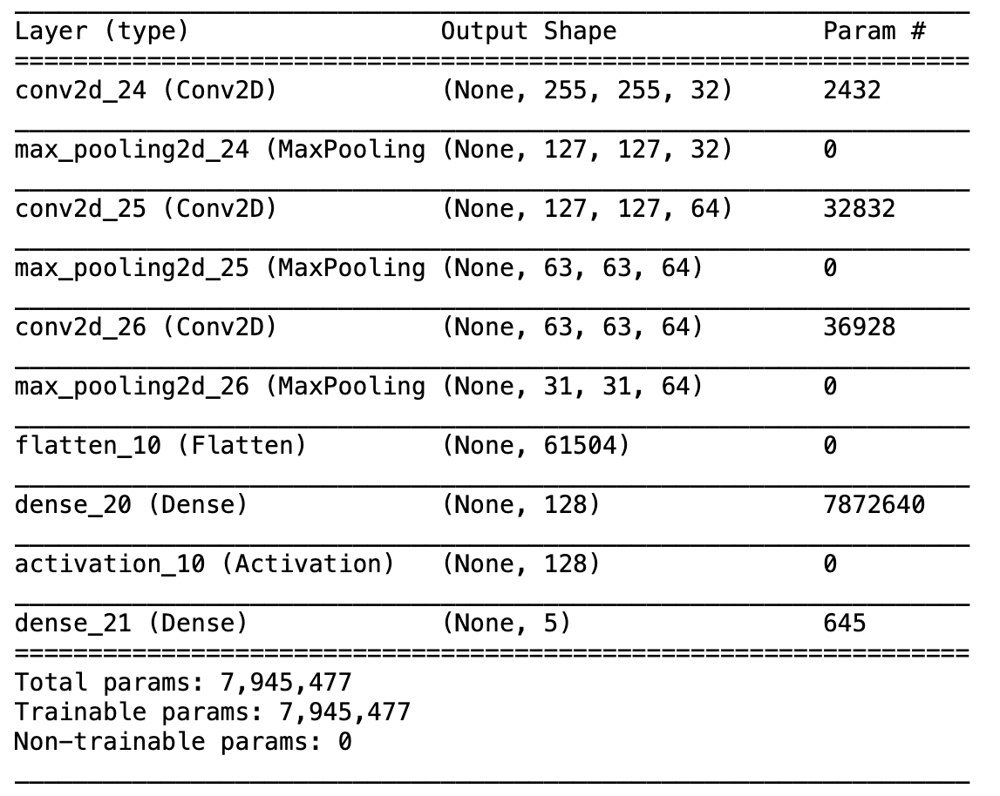 Layer (type)                 Output Shape              Param #
=================================================================
conv2d_24 (Conv2D)           (None, 255, 255, 32)      2432
_________________________________________________________________
max_pooling2d_24 (MaxPooling (None, 127, 127, 32)      0
_________________________________________________________________
conv2d_25 (Conv2D)           (None, 127, 127, 64)      32832
_________________________________________________________________
max_pooling2d_25 (MaxPooling (None, 63, 63, 64)        0
_________________________________________________________________
conv2d_26 (Conv2D)           (None, 63, 63, 64)        36928
_________________________________________________________________
max_pooling2d_26 (MaxPooling (None, 31, 31, 64)        0
_________________________________________________________________
flatten_10 (Flatten)         (None, 61504)             0
_________________________________________________________________
dense_20 (Dense)             (None, 128)               7872640
_________________________________________________________________
activation_10 (Activation)   (None, 128)               0
_________________________________________________________________
dense_21 (Dense)             (None, 5)                 645
=================================================================
Total params: 7,945,477
Trainable params: 7,945,477
Non-trainable params: 0
_________________________________________________________________